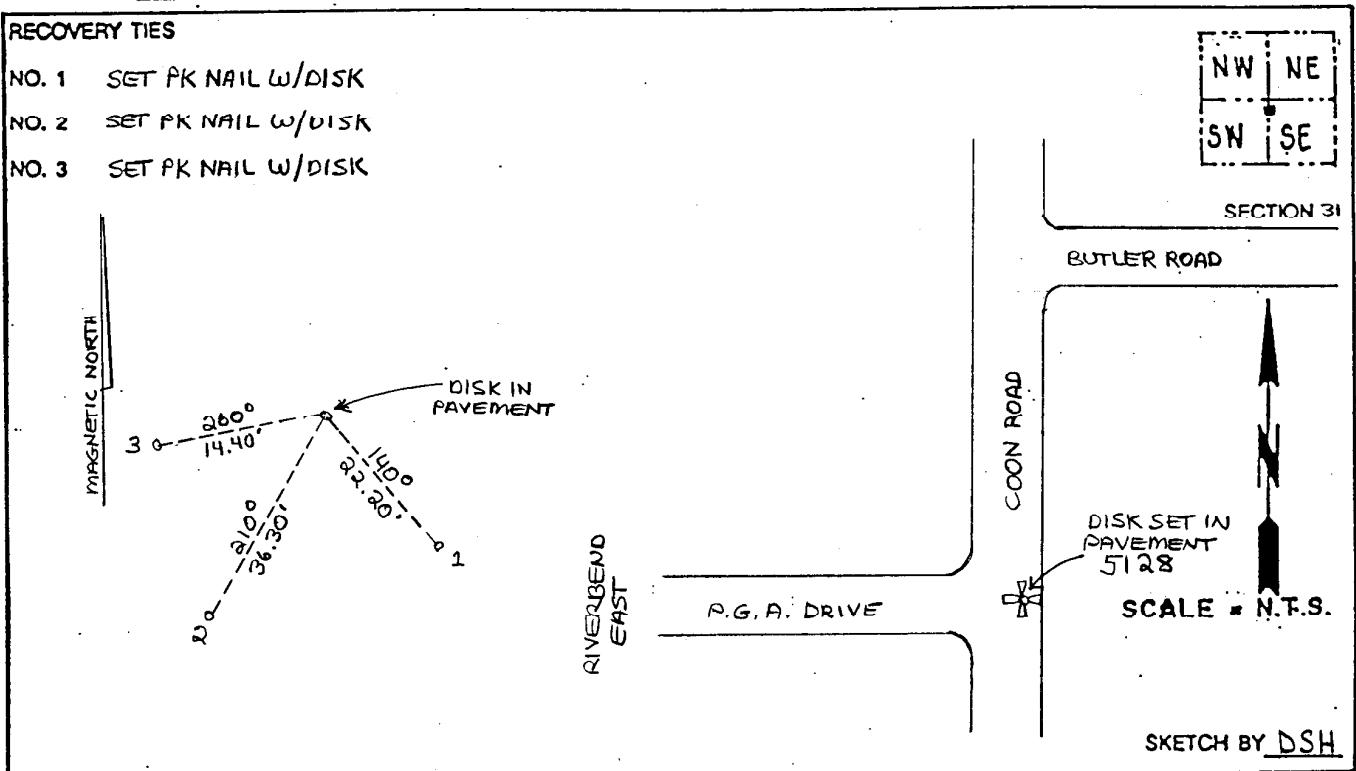 RECOVERY TIES
NO. 1 SET PK NAIL W/DISK
NO. 2 SET PK NAIL W/DISK
NO. 3 SET PK NAIL W/DISK
NW NE
SW SE
SECTION 31
BUTLER ROAD
MAGNETIC NORTH
DISK IN
PAVEMENT
3
260°
14.40'
140°
22.20'
1
210°
36.30'
2
COON ROAD
N
DISK SET IN
PAVEMENT
5128
SCALE = N.T.S.
RIVERBEND
EAST
P.G.A. DRIVE
SKETCH BY DSH